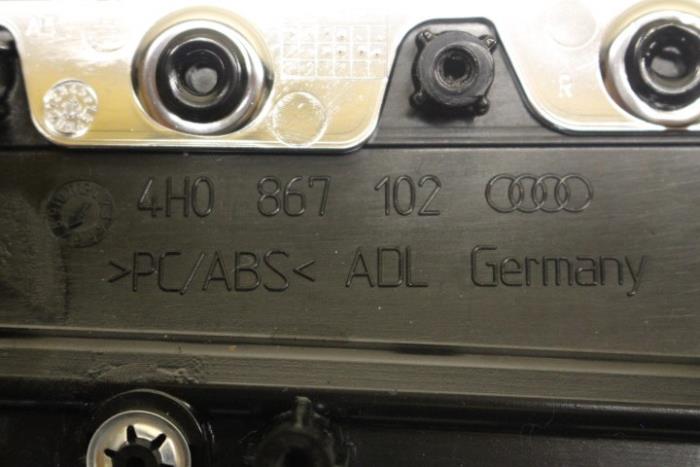 4H0 867 102
>PC/ABS< ADL Germany
R